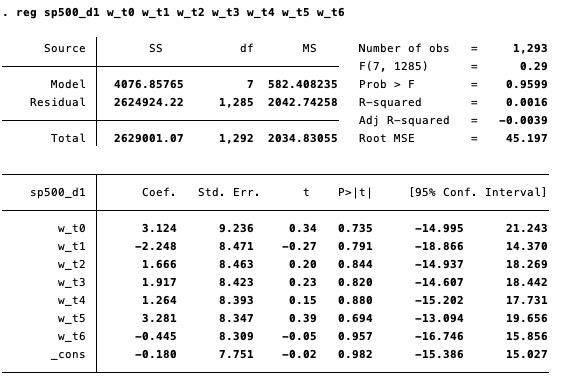 . reg sp500_d1 w_t0 w_t1 w_t2 w_t3 w_t4 w_t5 w_t6
Source SS df MS Number of obs = 1,293
F(7, 1285) = 0.29
Model 4076.85765 7 582.408235 Prob > F = 0.9599
Residual 2624924.22 1,285 2042.74258 R-squared = 0.0016
Adj R-squared = -0.0039
Total 2629001.07 1,292 2034.83055 Root MSE = 45.197
sp500_d1 Coef. Std. Err. t P>|t| [95% Conf. Interval]
w_t0 3.124 9.236 0.34 0.735 -14.995 21.243
w_t1 -2.248 8.471 -0.27 0.791 -18.866 14.370
w_t2 1.666 8.463 0.20 0.844 -14.937 18.269
w_t3 1.917 8.423 0.23 0.820 -14.607 18.442
w_t4 1.264 8.393 0.15 0.880 -15.202 17.731
w_t5 3.281 8.347 0.39 0.694 -13.094 19.656
w_t6 -0.445 8.309 -0.05 0.957 -16.746 15.856
_cons -0.180 7.751 -0.02 0.982 -15.386 15.027